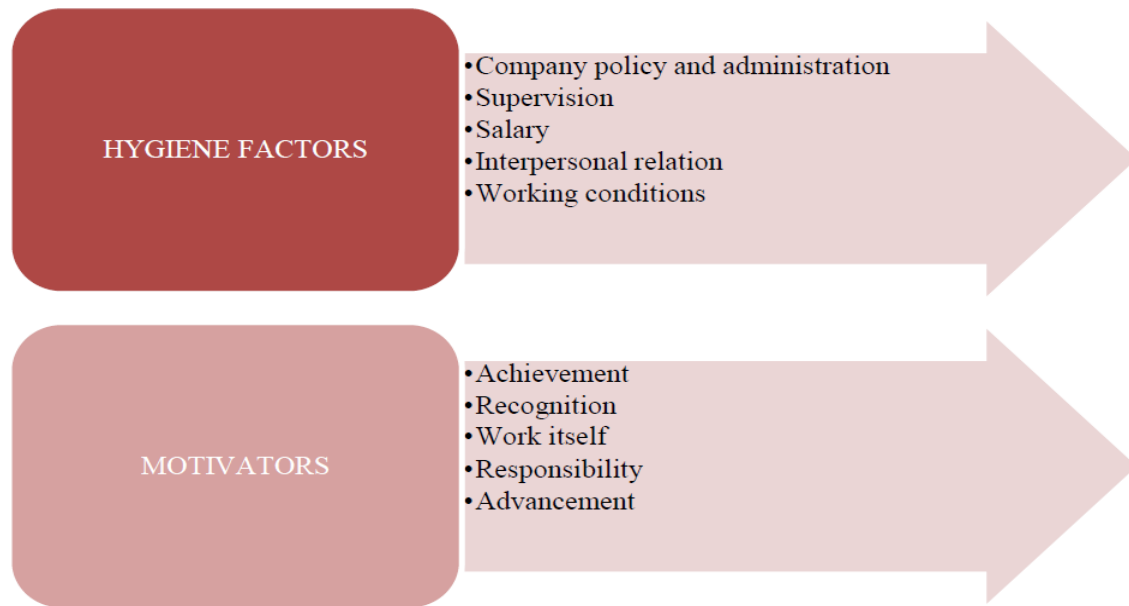 HYGIENE FACTORS
•Company policy and administration
•Supervision
•Salary
•Interpersonal relation
•Working conditions
MOTIVATORS
•Achievement
•Recognition
•Work itself
•Responsibility
•Advancement